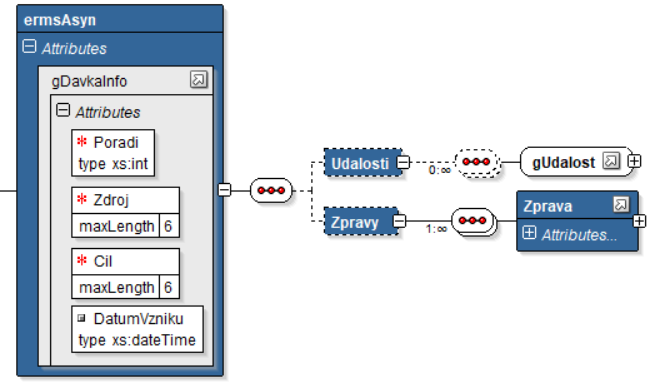 ermsAsyn
Attributes
gDavkaInfo
Attributes
* Poradi
type xs:int
* Zdroj
maxLength 6
* Cil
maxLength 6
DatumVzniku
type xs:dateTime
Udalosti
0:∞
gUdalost
Zpravy
1:∞
Zprava
Attributes...